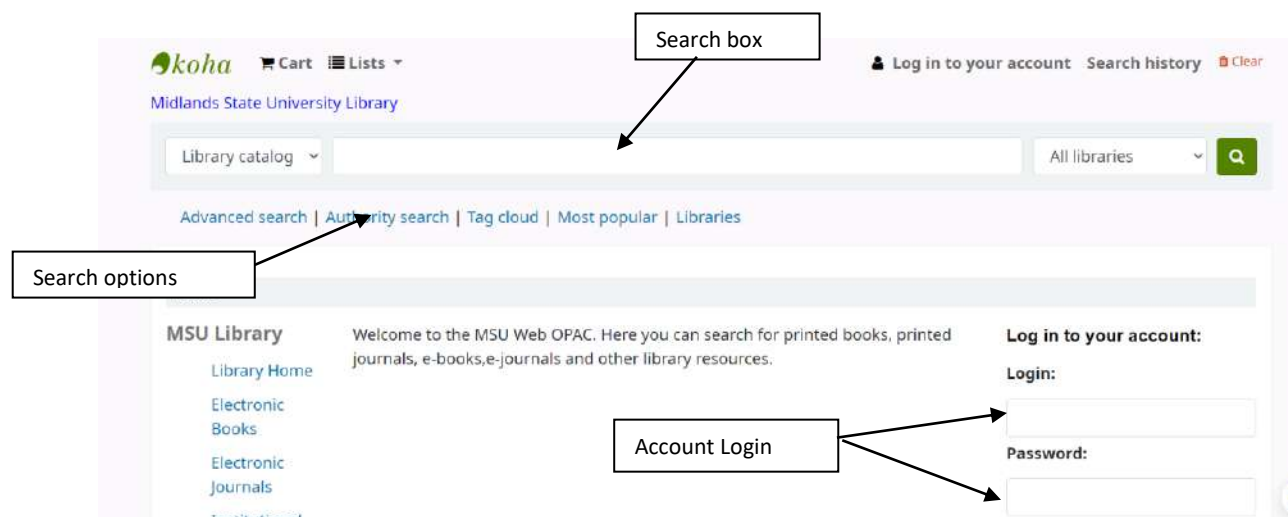 Search box
koha Cart Lists Log in to your account Search history Clear
Midlands State University Library
Library catalog All libraries
Advanced search | Authority search | Tag cloud | Most popular | Libraries
Search options
MSU Library
Library Home
Electronic
Books
Electronic
Journals
Welcome to the MSU Web OPAC. Here you can search for printed books, printed
journals, e-books,e-journals and other library resources.
Log in to your account:
Login:
Account Login
Password: